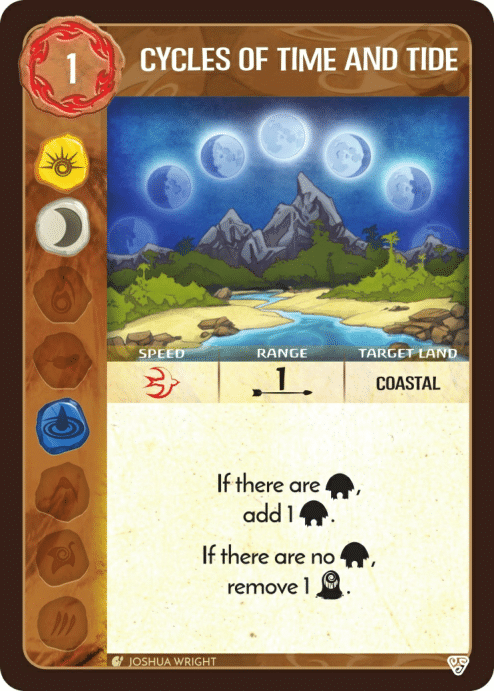 1
CYCLES OF TIME AND TIDE
SPEED RANGE TARGET LAND
1 COASTAL
If there are ,
add 1 .
If there are no ,
remove 1 .
JOSHUA WRIGHT